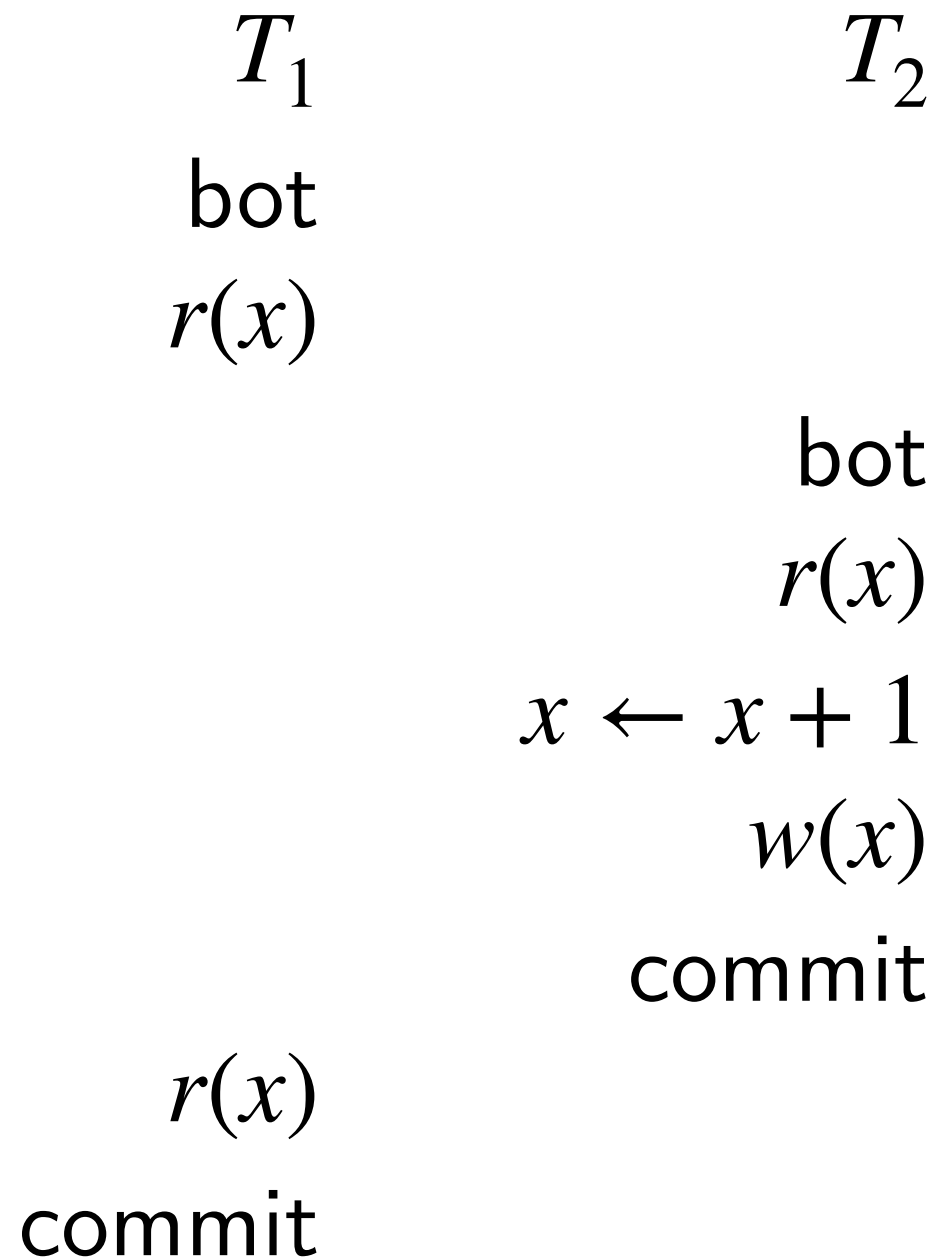 T₁ T₂
bot
r(x)
bot
r(x)
x ← x + 1
w(x)
commit
r(x)
commit